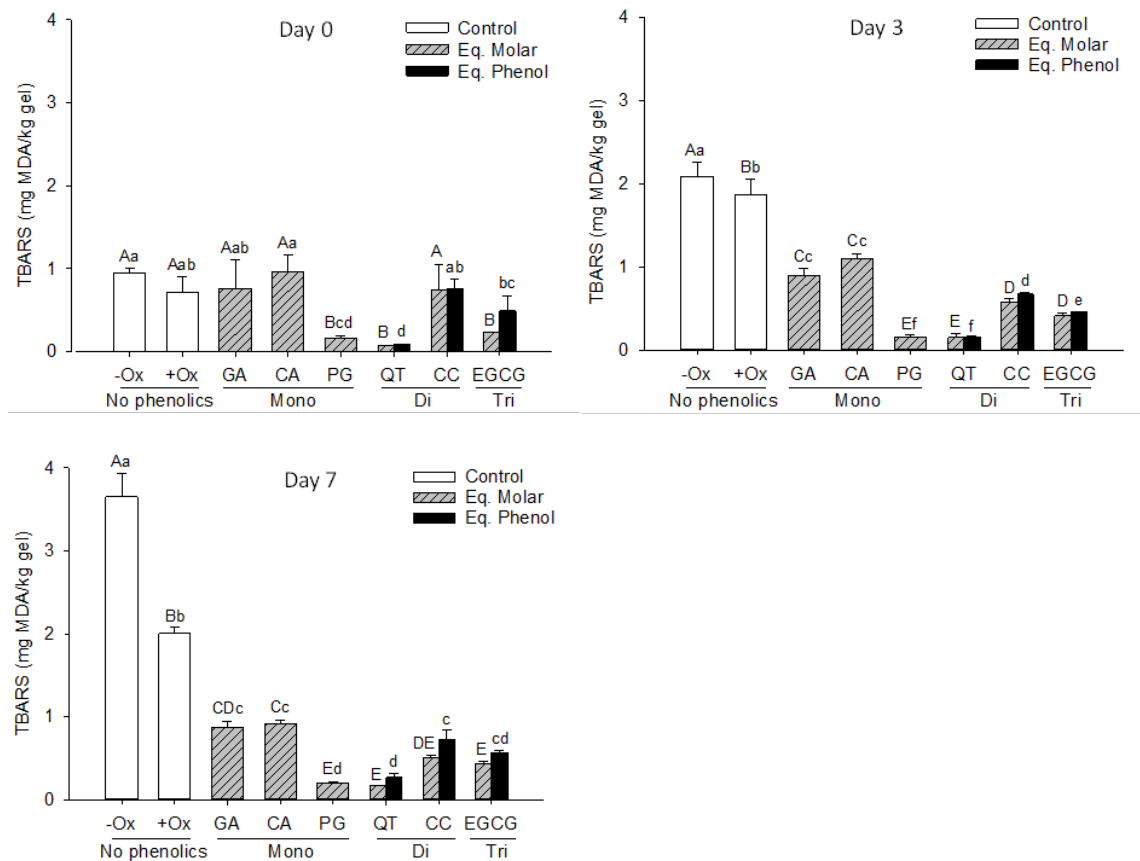 Day 0
Control
Eq. Molar
Eq. Phenol
TBARS (mg MDA/kg gel)
4
3
2
1
0
Aa
Aab
Aab
Aa
Bcd
B
d
A
ab
B
bc
-Ox
+Ox
GA
CA
PG
QT
CC
EGCG
No phenolics
Mono
Di
Tri
Day 3
Control
Eq. Molar
Eq. Phenol
TBARS (mg MDA/kg gel)
4
3
2
1
0
Aa
Bb
Cc
Cc
Ef
E
f
D
d
D
e
-Ox
+Ox
GA
CA
PG
QT
CC
EGCG
No phenolics
Mono
Di
Tri
Day 7
Control
Eq. Molar
Eq. Phenol
TBARS (mg MDA/kg gel)
4
3
2
1
0
Aa
Bb
CDc
Cc
Ed
E
d
DE
c
E
cd
-Ox
+Ox
GA
CA
PG
QT
CC
EGCG
No phenolics
Mono
Di
Tri